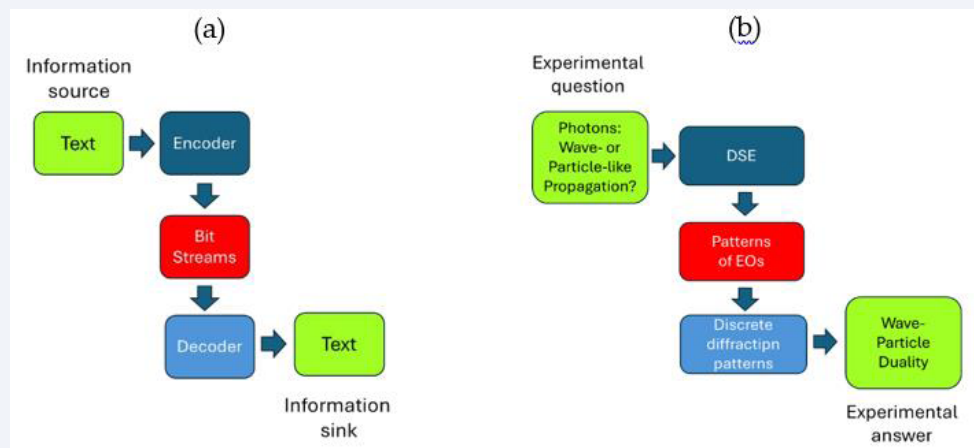 (a)
Information
source
Text
Encoder
Bit
Streams
Decoder
Text
Information
sink
(b)
Experimental
question
Photons:
Wave- or
Particle-like
Propagation?
DSE
Patterns
of EOs
Discrete
diffractipn
patterns
Wave-
Particle
Duality
Experimental
answer